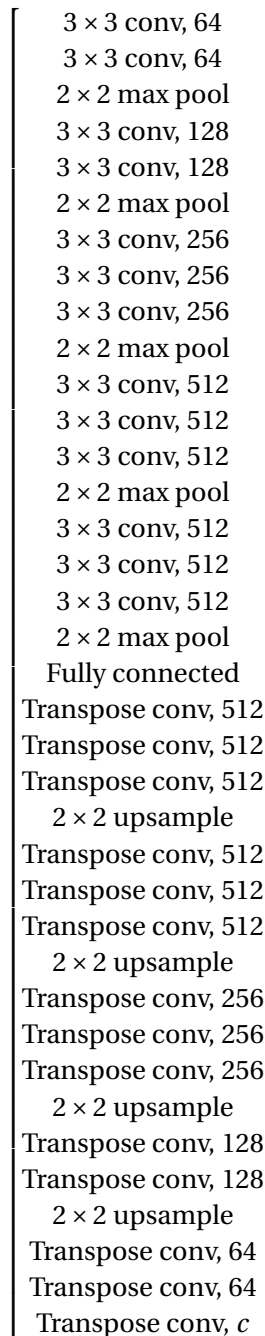 3 × 3 conv, 64
3 × 3 conv, 64
2 × 2 max pool
3 × 3 conv, 128
3 × 3 conv, 128
2 × 2 max pool
3 × 3 conv, 256
3 × 3 conv, 256
3 × 3 conv, 256
2 × 2 max pool
3 × 3 conv, 512
3 × 3 conv, 512
3 × 3 conv, 512
2 × 2 max pool
3 × 3 conv, 512
3 × 3 conv, 512
3 × 3 conv, 512
2 × 2 max pool
Fully connected
Transpose conv, 512
Transpose conv, 512
Transpose conv, 512
2 × 2 upsample
Transpose conv, 512
Transpose conv, 512
Transpose conv, 512
2 × 2 upsample
Transpose conv, 256
Transpose conv, 256
Transpose conv, 256
2 × 2 upsample
Transpose conv, 128
Transpose conv, 128
2 × 2 upsample
Transpose conv, 64
Transpose conv, 64
Transpose conv, c